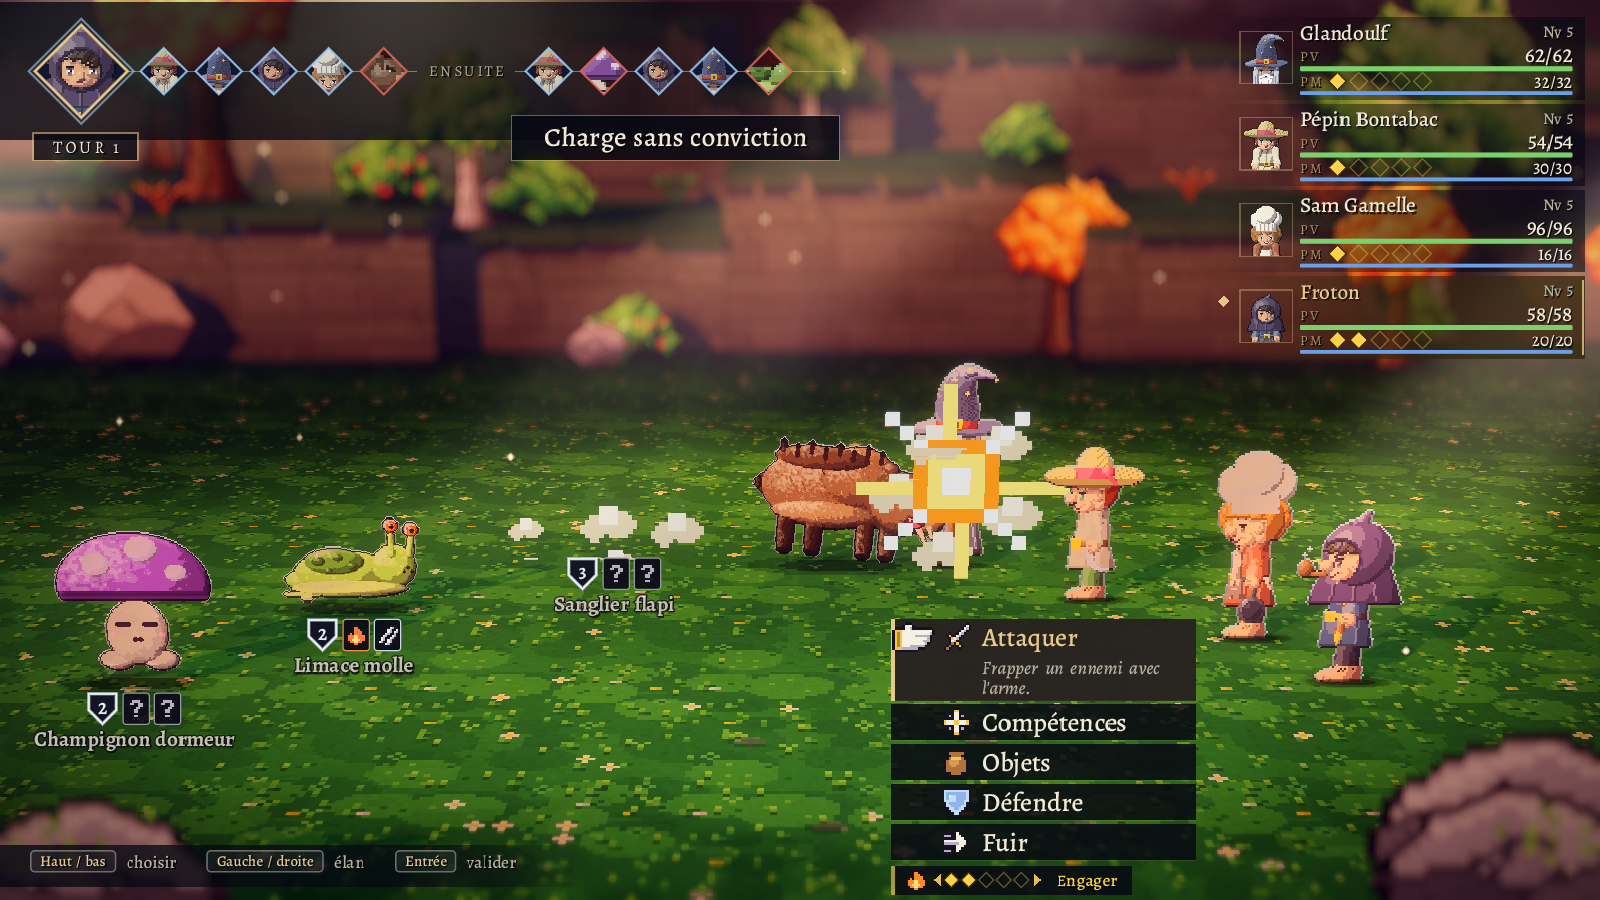 ENSUITE
TOUR 1
Charge sans conviction
Glandoulf Nv 5
PV 62/62
PM 32/32
Pépin Bontabac Nv 5
PV 54/54
PM 30/30
Sam Gamelle Nv 5
PV 96/96
PM 16/16
Froton Nv 5
PV 58/58
PM 20/20
3 ? ?
Sanglier flapi
2
Limace molle
2 ? ?
Champignon dormeur
Attaquer
Frapper un ennemi avec
l'arme.
Compétences
Objets
Défendre
Fuir
Engager
Haut / bas choisir Gauche / droite élan Entrée valider